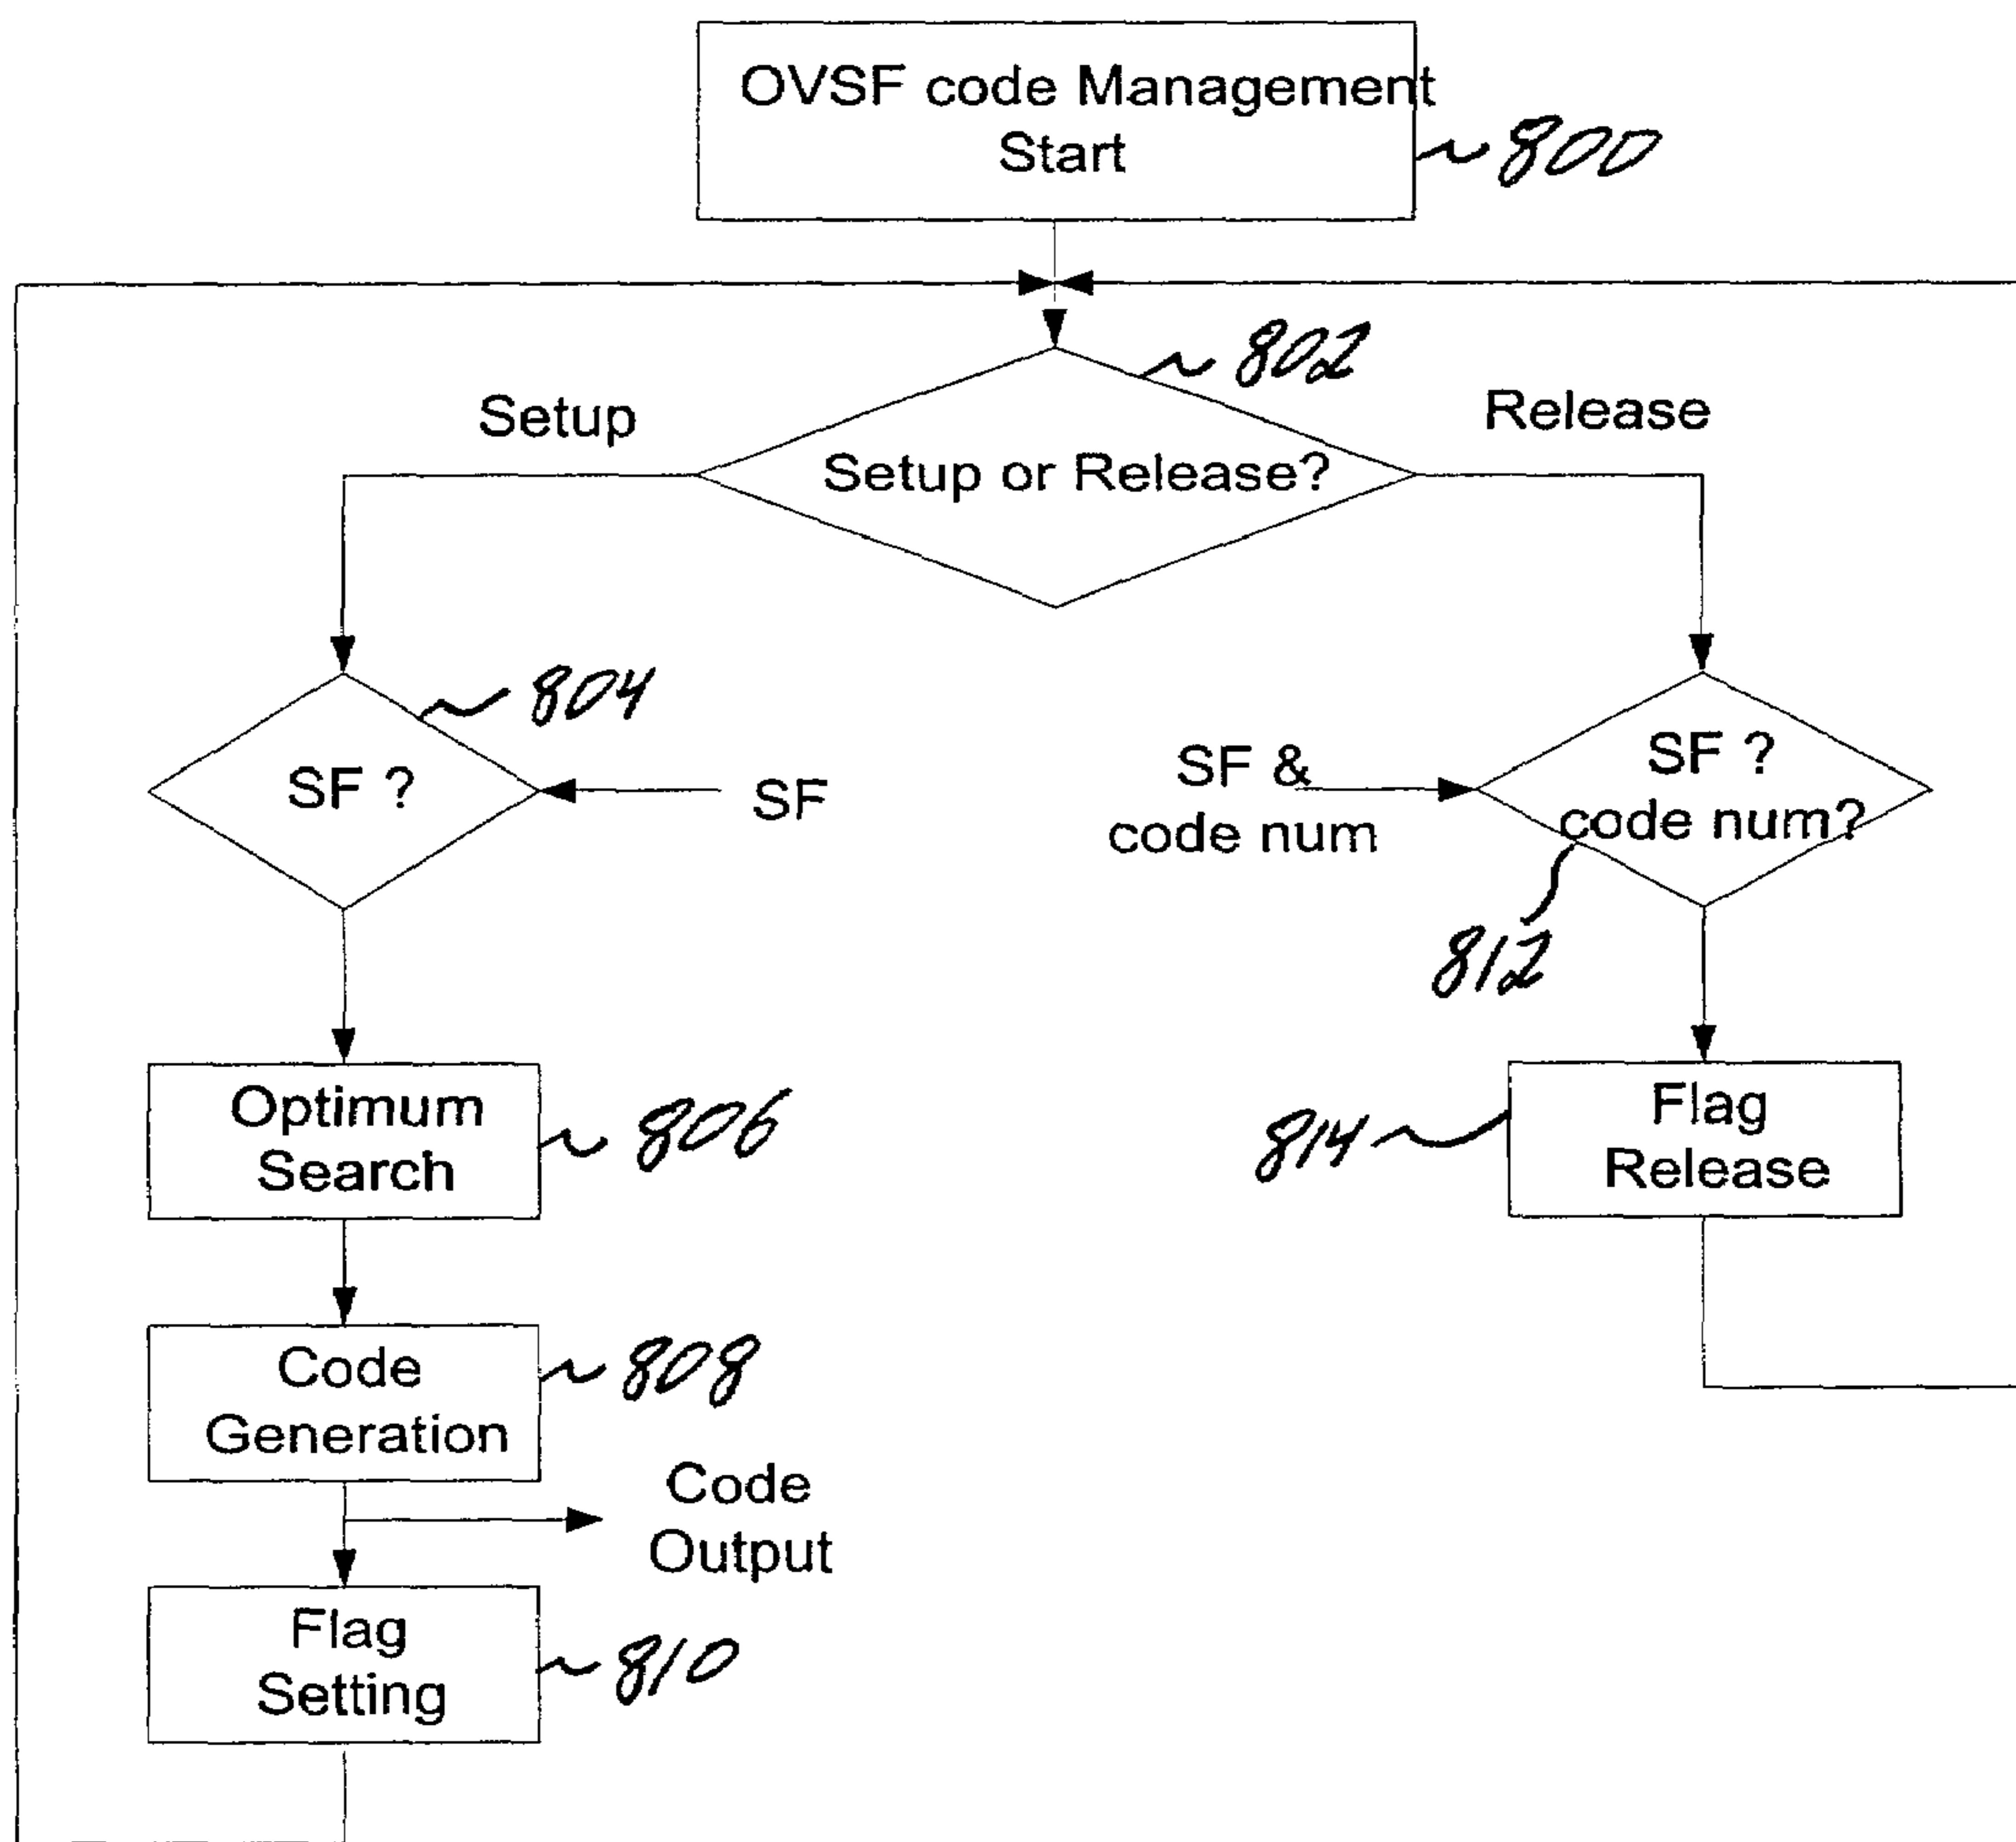 OVSF code Management
Start
800
802
Setup
Release
Setup or Release?
804
SF ?
SF
SF &
code num
SF ?
code num?
812
Optimum
Search
806
Flag
Release
814
Code
Generation
808
Code
Output
Flag
Setting
810